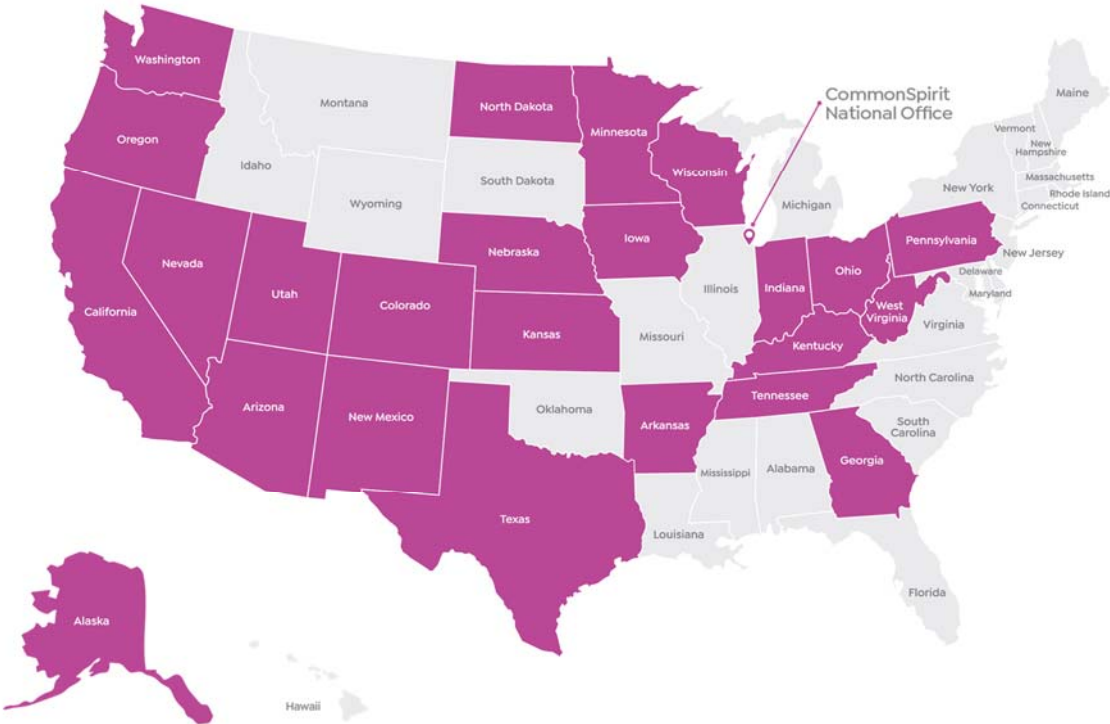 Washington
Montana
North Dakota
Minnesota
CommonSpirit
National Office
Maine
Vermont
New
Hampshire
Oregon
Idaho
South Dakota
Wisconsin
Michigan
New York
Massachusetts
Rhode Island
Connecticut
Wyoming
Nebraska
Iowa
Pennsylvania
New Jersey
Nevada
Utah
Colorado
Illinois
Indiana
Ohio
Delaware
Maryland
California
Kansas
Missouri
West
Virginia
Virginia
Kentucky
Arizona
New Mexico
Oklahoma
Arkansas
Tennessee
North Carolina
South
Carolina
Mississippi
Alabama
Georgia
Texas
Louisiana
Florida
Alaska
Hawaii